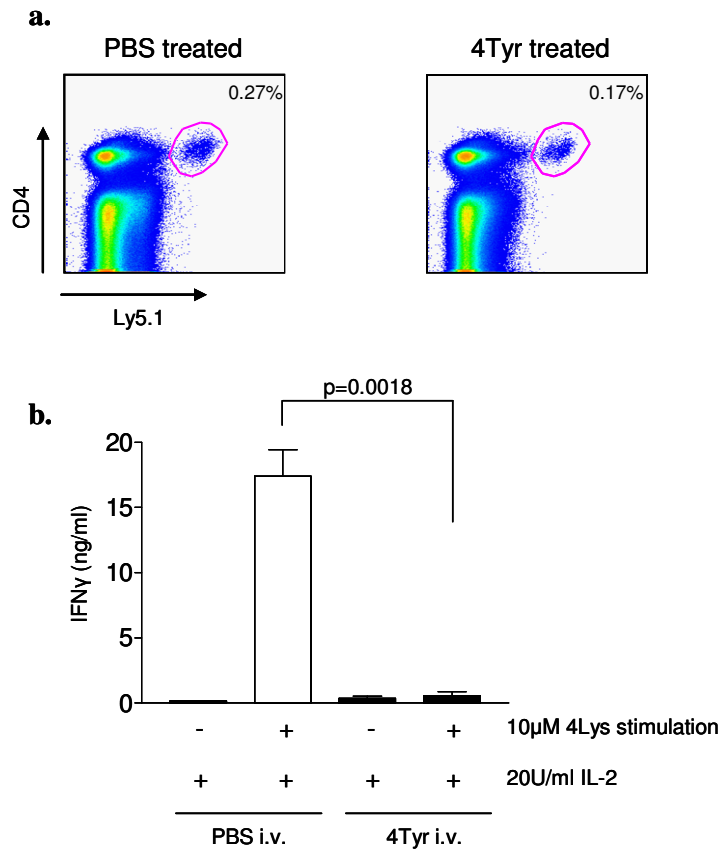 a.
PBS treated
4Tyr treated
0.27%
0.17%
CD4
Ly5.1
b.
p=0.0018
IFNγ (ng/ml)
20
15
10
5
0
- + - + 10μM 4Lys stimulation
+ + + + 20U/ml IL-2
PBS i.v. 4Tyr i.v.